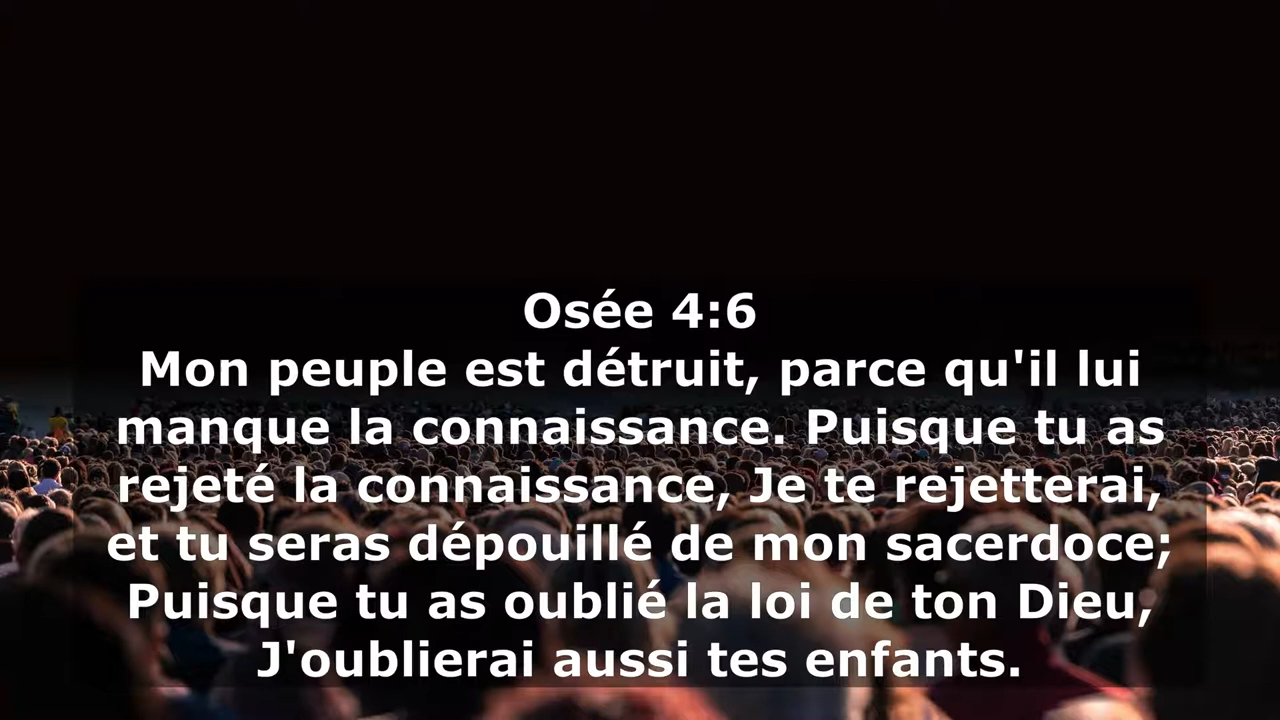 Osée 4:6
Mon peuple est détruit, parce qu'il lui
manque la connaissance. Puisque tu as
rejeté la connaissance, Je te rejetterai,
et tu seras dépouillé de mon sacerdoce;
Puisque tu as oublié la loi de ton Dieu,
J'oublierai aussi tes enfants.